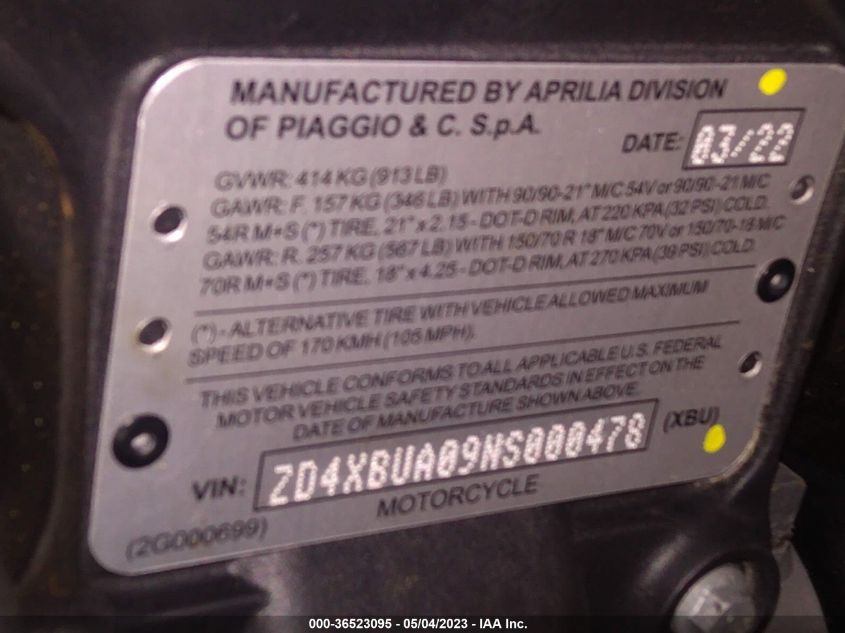 MANUFACTURED BY APRILIA DIVISION
OF PIAGGIO & C. S.p.A.
DATE: 03/22
GVWR: 414 KG (913 LB)
GAWR: F. 157 KG (346 LB) WITH 90/90-21" M/C 54V or 90/90-21 M/C
54R M+S (*) TIRE, 21" x 2.15 - DOT-D RIM, AT 220 KPA (32 PSI) COLD.
GAWR: R. 257 KG (567 LB) WITH 150/70 R 18" M/C 70V or 150/70-18 M/C
70R M+S (*) TIRE, 18" x 4.25 - DOT-D RIM, AT 270 KPA (39 PSI) COLD.
(*) - ALTERNATIVE TIRE WITH VEHICLE ALLOWED MAXIMUM
SPEED OF 170 KMH (105 MPH).
THIS VEHICLE CONFORMS TO ALL APPLICABLE U.S. FEDERAL
MOTOR VEHICLE SAFETY STANDARDS IN EFFECT ON THE
DATE OF MANUFACTURE SHOWN ABOVE.
VIN: ZD4XBUA09NS000478 (XBU)
MOTORCYCLE
(2G000699)
000-36523095 - 05/04/2023 - IAA Inc.